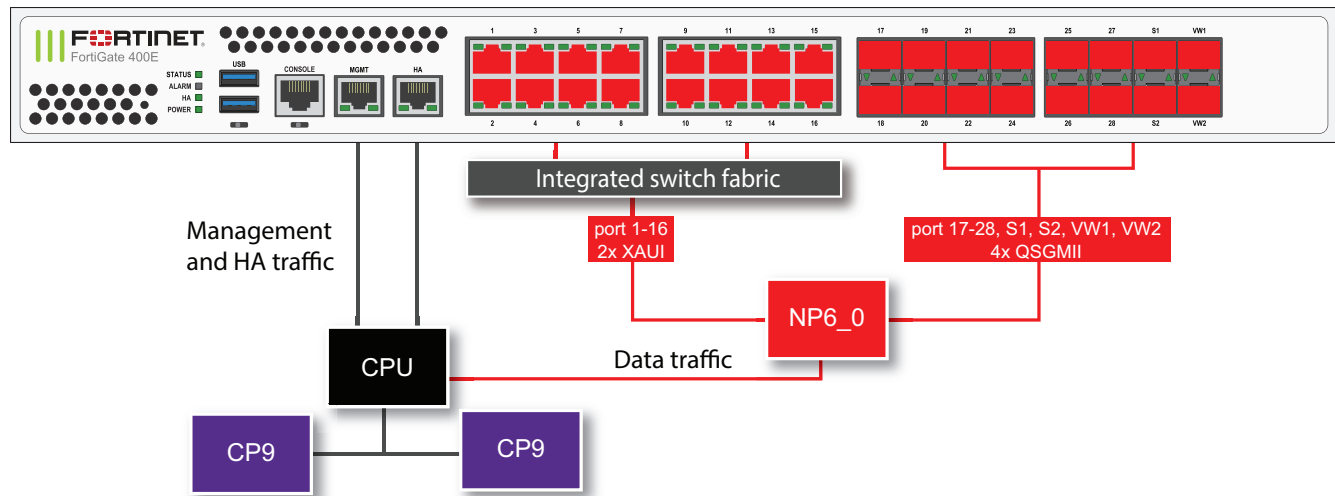 FORTINET
FortiGate 400E
STATUS
ALARM
HA
POWER
USB
CONSOLE
MGMT
HA
1 3 5 7
2 4 6 8
9 11 13 15
10 12 14 16
17 19 21 23
18 20 22 24
25 27 S1 VW1
26 28 S2 VW2
Integrated switch fabric
Management
and HA traffic
port 1-16
2x XAUI
port 17-28, S1, S2, VW1, VW2
4x QSGMII
NP6_0
Data traffic
CPU
CP9
CP9